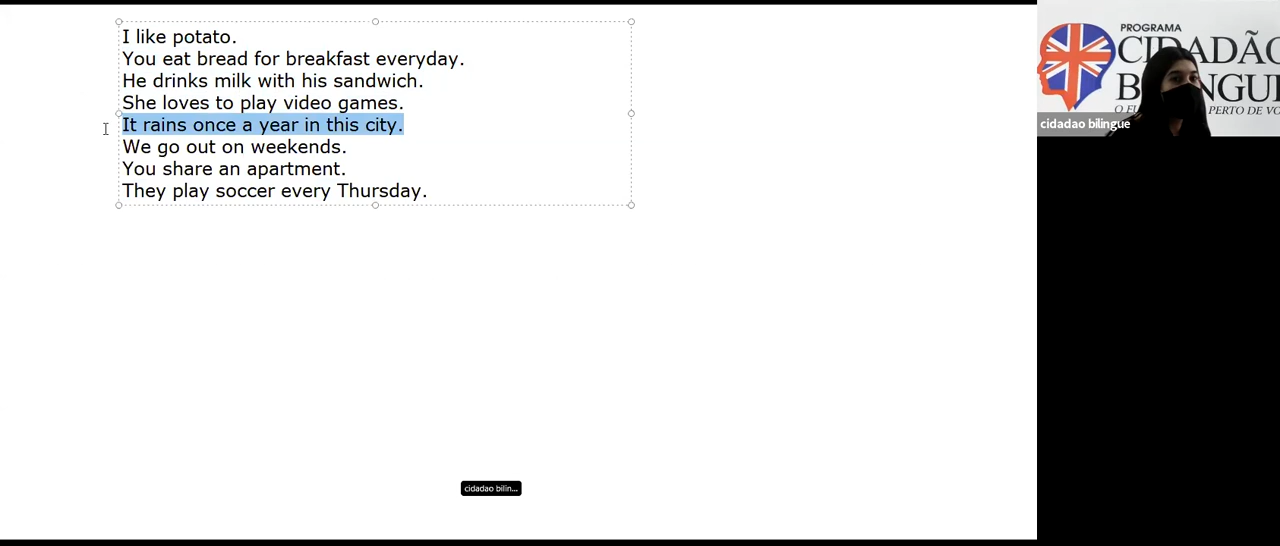 I like potato.
You eat bread for breakfast everyday.
He drinks milk with his sandwich.
She loves to play video games.
It rains once a year in this city.
We go out on weekends.
You share an apartment.
They play soccer every Thursday.
PROGRAMA
cidadao bilingue
cidadao bilin...